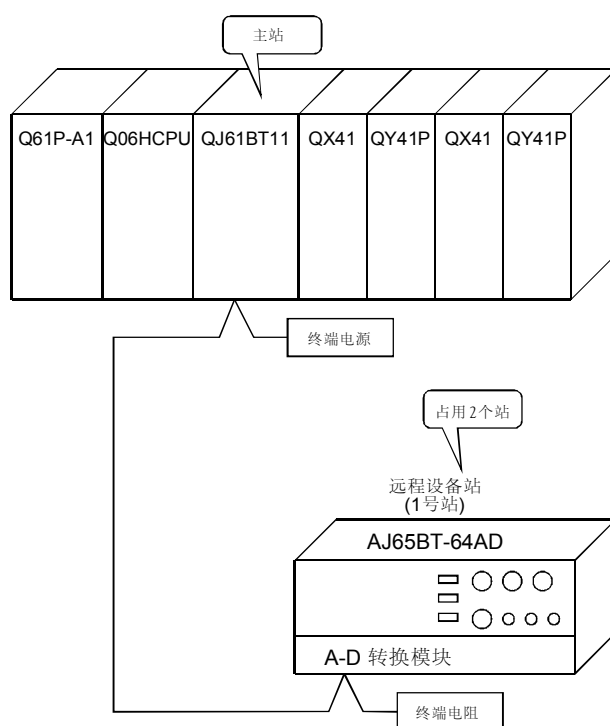 主站
Q61P-A1 Q06HCPU QJ61BT11 QX41 QY41P QX41 QY41P
终端电源
占用2个站
远程设备站
(1号站)
AJ65BT-64AD
A-D 转换模块
终端电阻